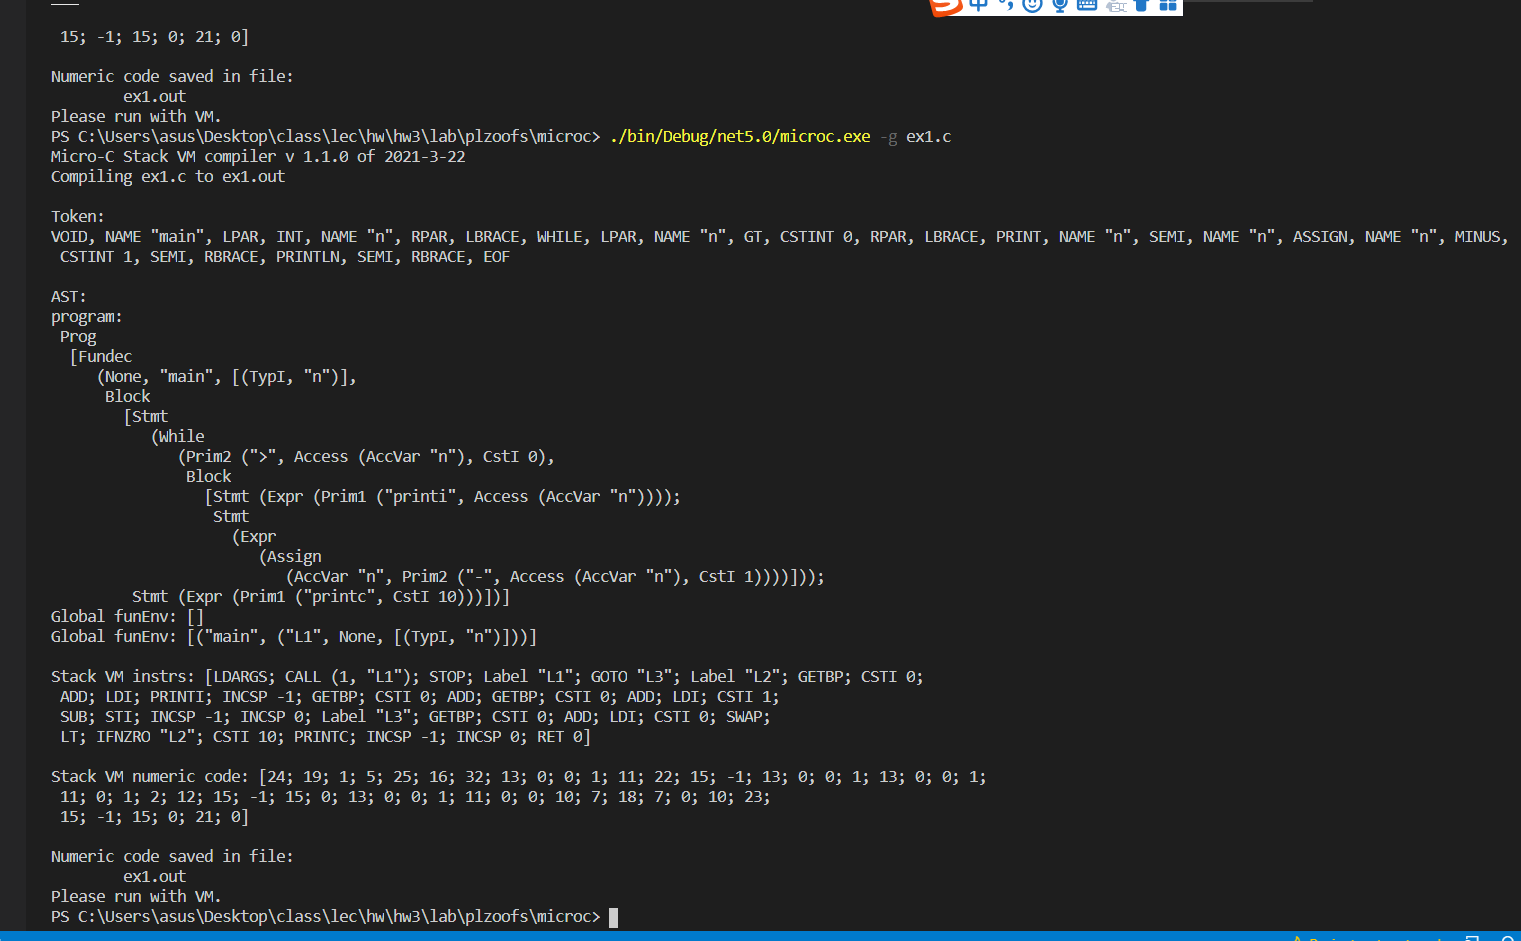 15; -1; 15; 0; 21; 0]
Numeric code saved in file:
ex1.out
Please run with VM.
PS C:\Users\asus\Desktop\class\lec\hw\hw3\lab\plzoofs\microc> ./bin/Debug/net5.0/microc.exe -g ex1.c
Micro-C Stack VM compiler v 1.1.0 of 2021-3-22
Compiling ex1.c to ex1.out
Token:
VOID, NAME "main", LPAR, INT, NAME "n", RPAR, LBRACE, WHILE, LPAR, NAME "n", GT, CSTINT 0, RPAR, LBRACE, PRINT, NAME "n", SEMI, NAME "n", ASSIGN, NAME "n", MINUS,
CSTINT 1, SEMI, RBRACE, PRINTLN, SEMI, RBRACE, EOF
AST:
program:
Prog
[Fundec
(None, "main", [(TypI, "n")],
Block
[Stmt
(While
(Prim2 (">", Access (AccVar "n"), CstI 0),
Block
[Stmt (Expr (Prim1 ("printi", Access (AccVar "n"))));
Stmt
(Expr
(Assign
(AccVar "n", Prim2 ("-", Access (AccVar "n"), CstI 1))))]));
Stmt (Expr (Prim1 ("printc", CstI 10)))])]
Global funEnv: []
Global funEnv: [("main", ("L1", None, [(TypI, "n")]))]
Stack VM instrs: [LDARGS; CALL (1, "L1"); STOP; Label "L1"; GOTO "L3"; Label "L2"; GETBP; CSTI 0;
ADD; LDI; PRINTI; INCSP -1; GETBP; CSTI 0; ADD; GETBP; CSTI 0; ADD; LDI; CSTI 1;
SUB; STI; INCSP -1; INCSP 0; Label "L3"; GETBP; CSTI 0; ADD; LDI; CSTI 0; SWAP;
LT; IFNZRO "L2"; CSTI 10; PRINTC; INCSP -1; INCSP 0; RET 0]
Stack VM numeric code: [24; 19; 1; 5; 25; 16; 32; 13; 0; 0; 1; 11; 22; 15; -1; 13; 0; 0; 1; 13; 0; 0; 1;
11; 0; 1; 2; 12; 15; -1; 15; 0; 13; 0; 0; 1; 11; 0; 0; 10; 7; 18; 7; 0; 10; 23;
15; -1; 15; 0; 21; 0]
Numeric code saved in file:
ex1.out
Please run with VM.
PS C:\Users\asus\Desktop\class\lec\hw\hw3\lab\plzoofs\microc>